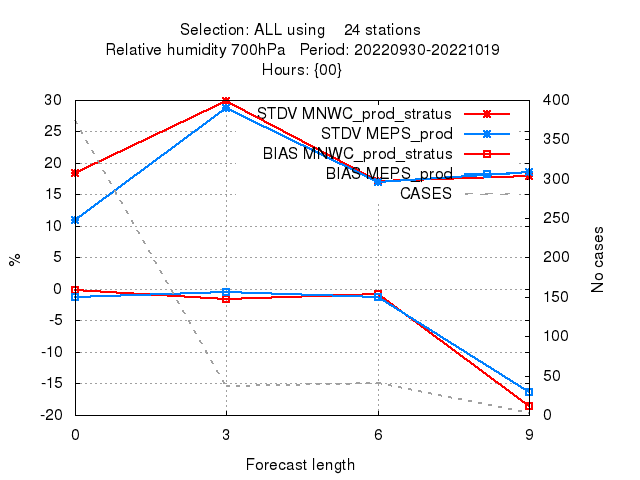 Selection: ALL using 24 stations
Relative humidity 700hPa Period: 20220930-20221019
Hours: {00}
30
25
20
15
10
5
0
-5
-10
-15
-20
%
400
350
300
250
200
150
100
50
0
No cases
STDV MNWC_prod_stratus
STDV MEPS_prod
BIAS MNWC_prod_stratus
BIAS MEPS_prod
CASES
0 3 6 9
Forecast length